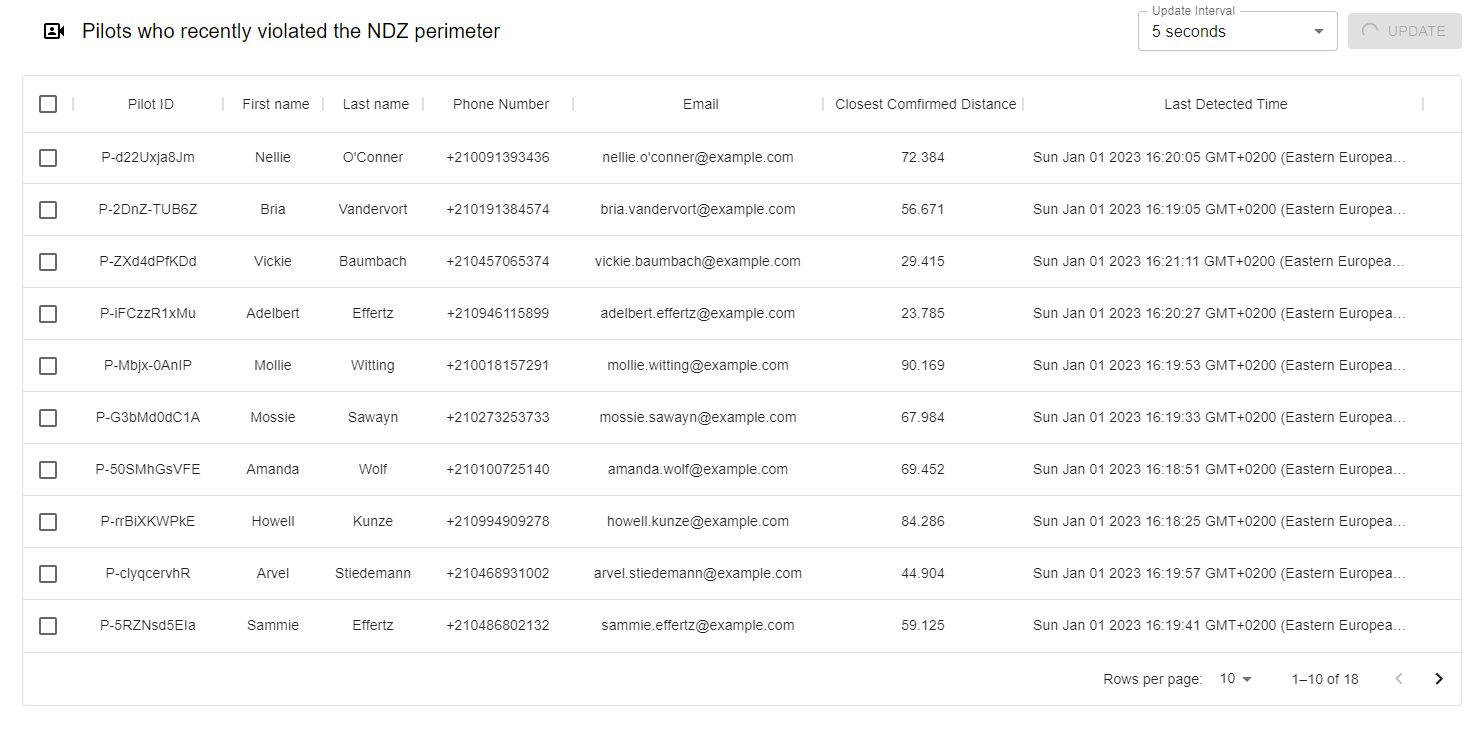 Pilots who recently violated the NDZ perimeter
Update Interval
5 seconds
UPDATE
Pilot ID First name Last name Phone Number Email Closest Comfirmed Distance Last Detected Time
P-d22Uxja8Jm Nellie O'Conner +210091393436 nellie.o'conner@example.com 72.384 Sun Jan 01 2023 16:20:05 GMT+0200 (Eastern Europea...
P-2DnZ-TUB6Z Bria Vandervort +210191384574 bria.vandervort@example.com 56.671 Sun Jan 01 2023 16:19:05 GMT+0200 (Eastern Europea...
P-ZXd4dPfKDd Vickie Baumbach +210457065374 vickie.baumbach@example.com 29.415 Sun Jan 01 2023 16:21:11 GMT+0200 (Eastern Europea...
P-iFCzzR1xMu Adelbert Effertz +210946115899 adelbert.effertz@example.com 23.785 Sun Jan 01 2023 16:20:27 GMT+0200 (Eastern Europea...
P-Mbjx-0AnIP Mollie Witting +210018157291 mollie.witting@example.com 90.169 Sun Jan 01 2023 16:19:53 GMT+0200 (Eastern Europea...
P-G3bMd0dC1A Mossie Sawayn +210273253733 mossie.sawayn@example.com 67.984 Sun Jan 01 2023 16:19:33 GMT+0200 (Eastern Europea...
P-50SMhGsVFE Amanda Wolf +210100725140 amanda.wolf@example.com 69.452 Sun Jan 01 2023 16:18:51 GMT+0200 (Eastern Europea...
P-rrBiXKWPkE Howell Kunze +210994909278 howell.kunze@example.com 84.286 Sun Jan 01 2023 16:18:25 GMT+0200 (Eastern Europea...
P-clyqcervhR Arvel Stiedemann +210468931002 arvel.stiedemann@example.com 44.904 Sun Jan 01 2023 16:19:57 GMT+0200 (Eastern Europea...
P-5RZNsd5EIa Sammie Effertz +210486802132 sammie.effertz@example.com 59.125 Sun Jan 01 2023 16:19:41 GMT+0200 (Eastern Europea...
Rows per page: 10 1–10 of 18